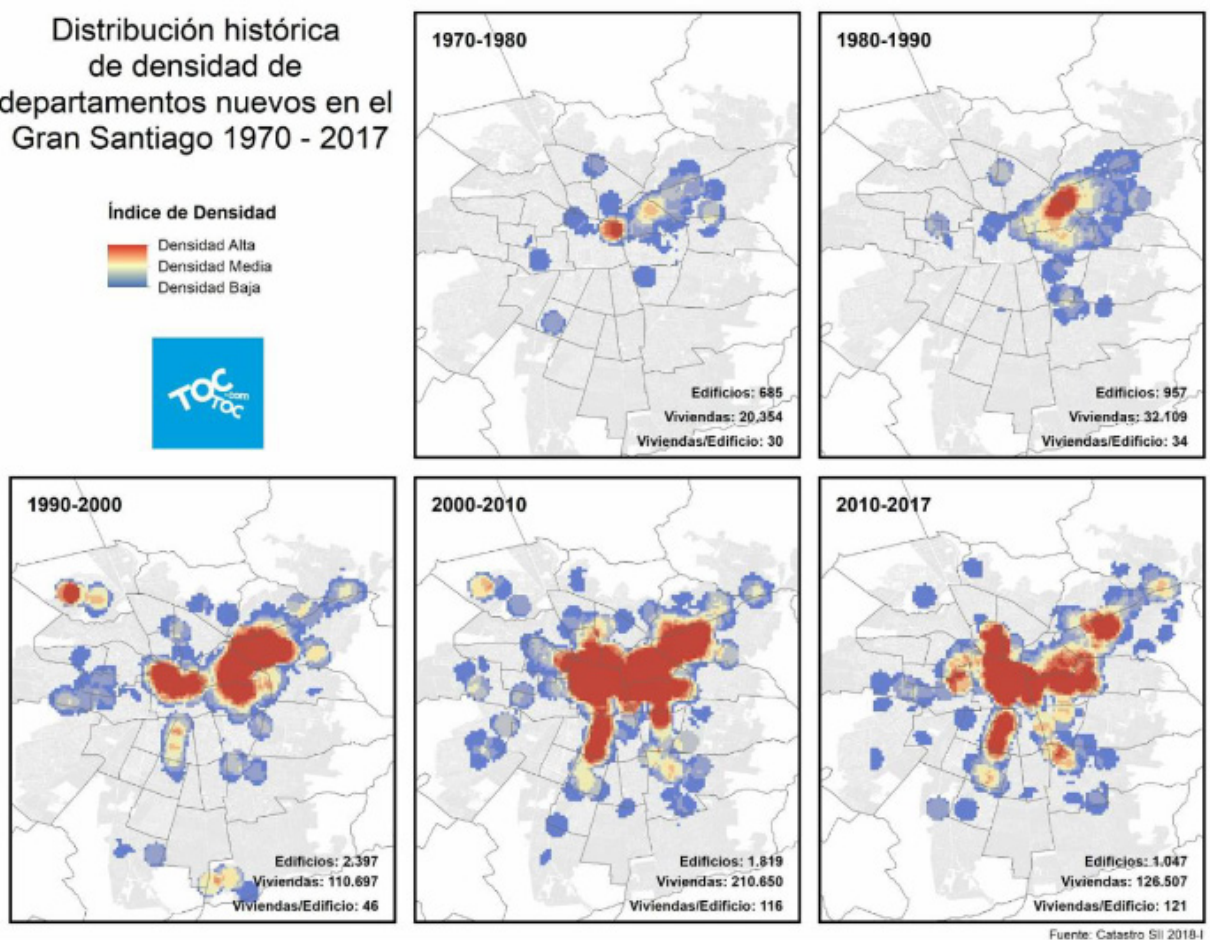 Distribución histórica
de densidad de
departamentos nuevos en el
Gran Santiago 1970 - 2017
Índice de Densidad
Densidad Alta
Densidad Media
Densidad Baja
TOC
TOC
.com
1970-1980
Edificios: 685
Viviendas: 20.354
Viviendas/Edificio: 30
1980-1990
Edificios: 957
Viviendas: 32.109
Viviendas/Edificio: 34
1990-2000
Edificios: 2.397
Viviendas: 110.697
Viviendas/Edificio: 46
2000-2010
Edificios: 1.819
Viviendas: 210.650
Viviendas/Edificio: 116
2010-2017
Edificios: 1.047
Viviendas: 126.507
Viviendas/Edificio: 121
Fuente: Catastro SII 2018-I